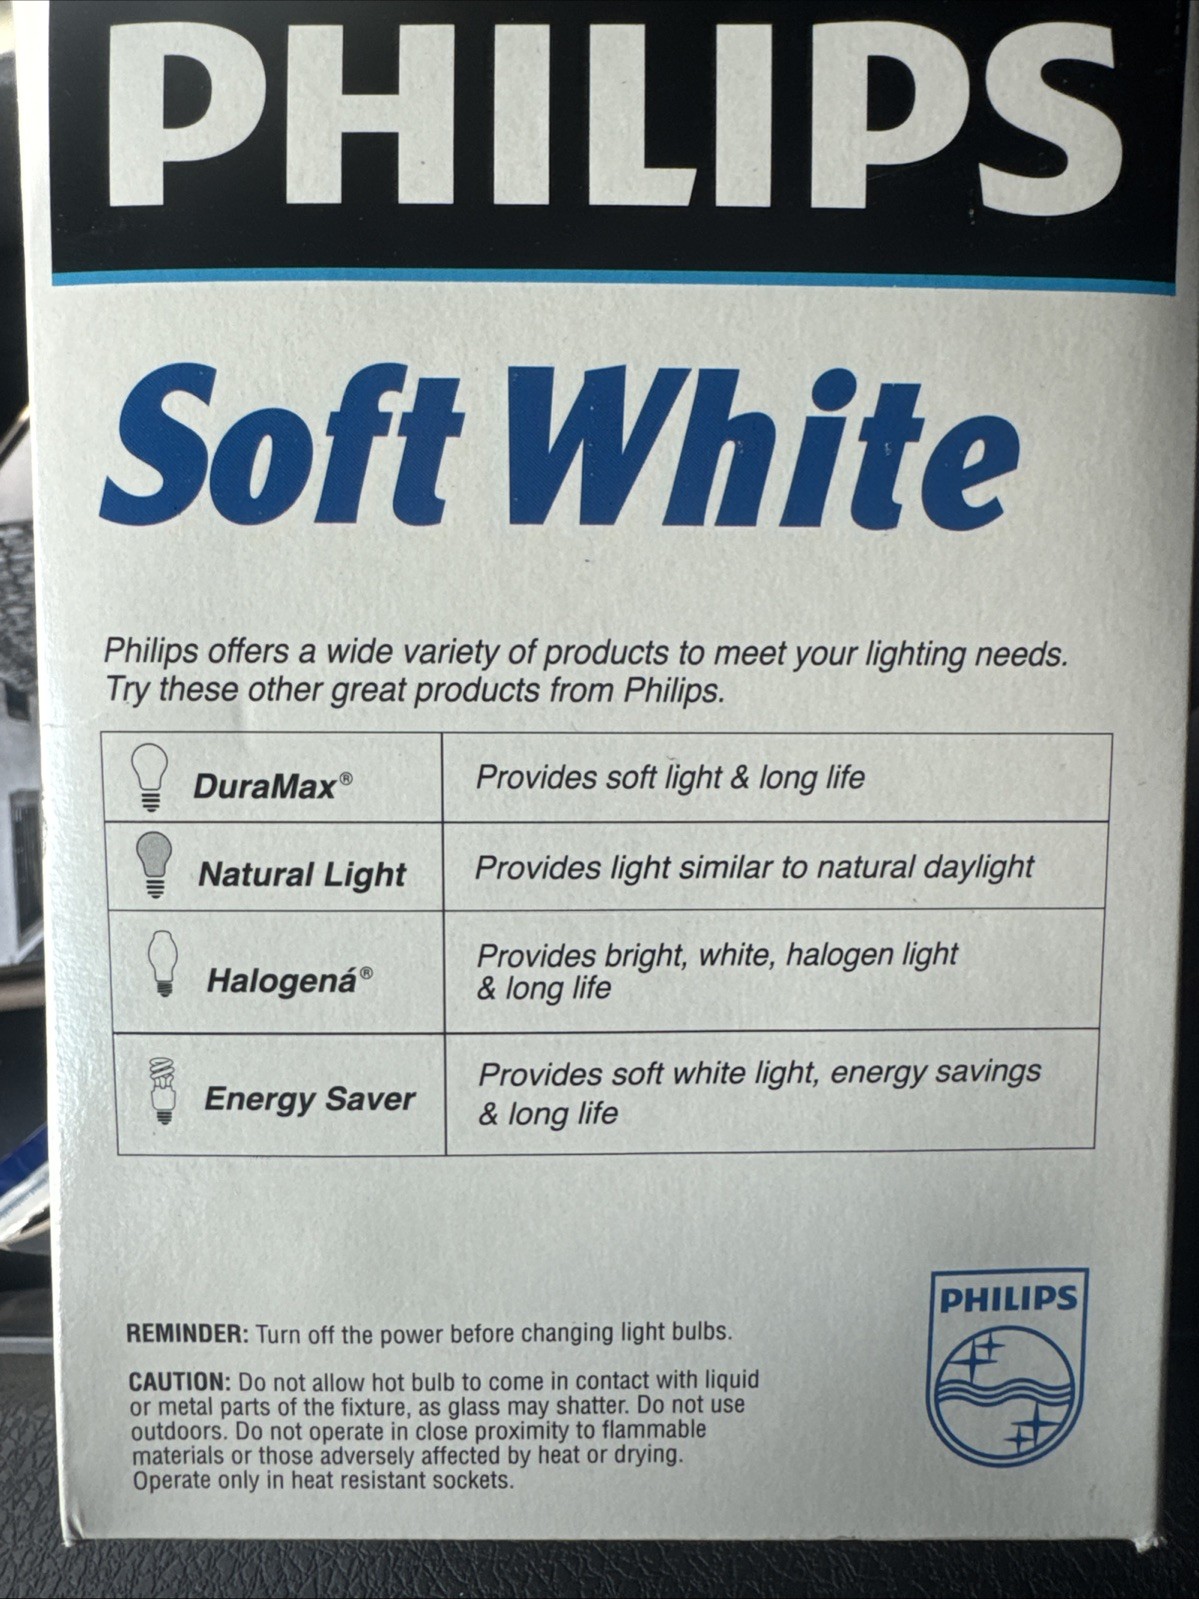 PHILIPS
Soft White
Philips offers a wide variety of products to meet your lighting needs.
Try these other great products from Philips.
DuraMax® Provides soft light & long life
Natural Light Provides light similar to natural daylight
Halogená® Provides bright, white, halogen light
& long life
Energy Saver Provides soft white light, energy savings
& long life
REMINDER: Turn off the power before changing light bulbs.
CAUTION: Do not allow hot bulb to come in contact with liquid
or metal parts of the fixture, as glass may shatter. Do not use
outdoors. Do not operate in close proximity to flammable
materials or those adversely affected by heat or drying.
Operate only in heat resistant sockets.
PHILIPS